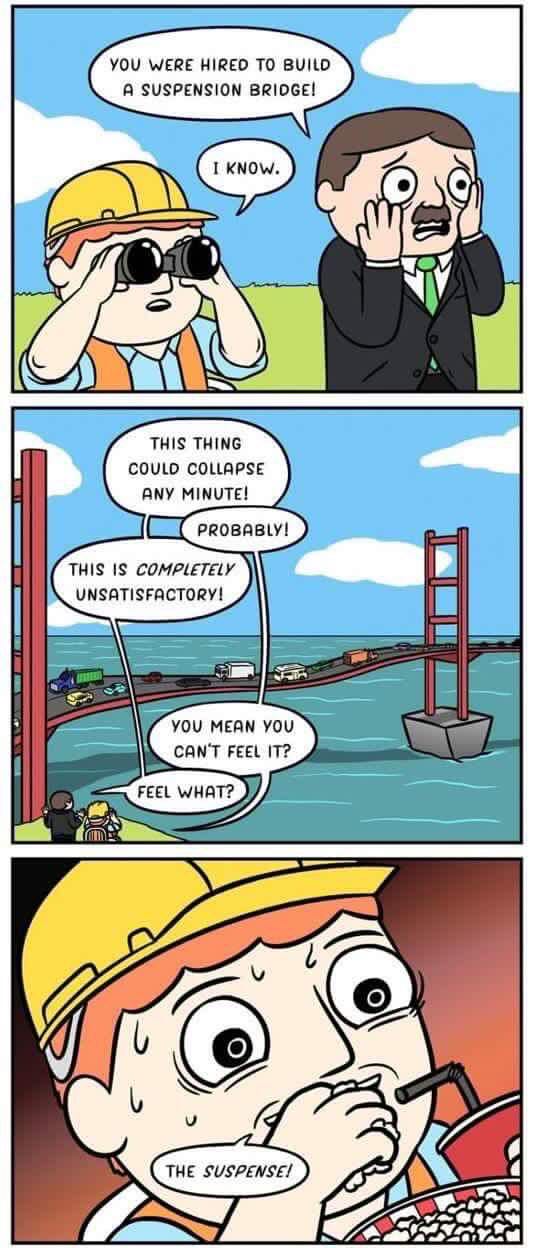 YOU WERE HIRED TO BUILD
A SUSPENSION BRIDGE!
I KNOW.
THIS THING
COULD COLLAPSE
ANY MINUTE!
PROBABLY!
THIS IS COMPLETELY
UNSATISFACTORY!
YOU MEAN YOU
CAN'T FEEL IT?
FEEL WHAT?
THE SUSPENSE!